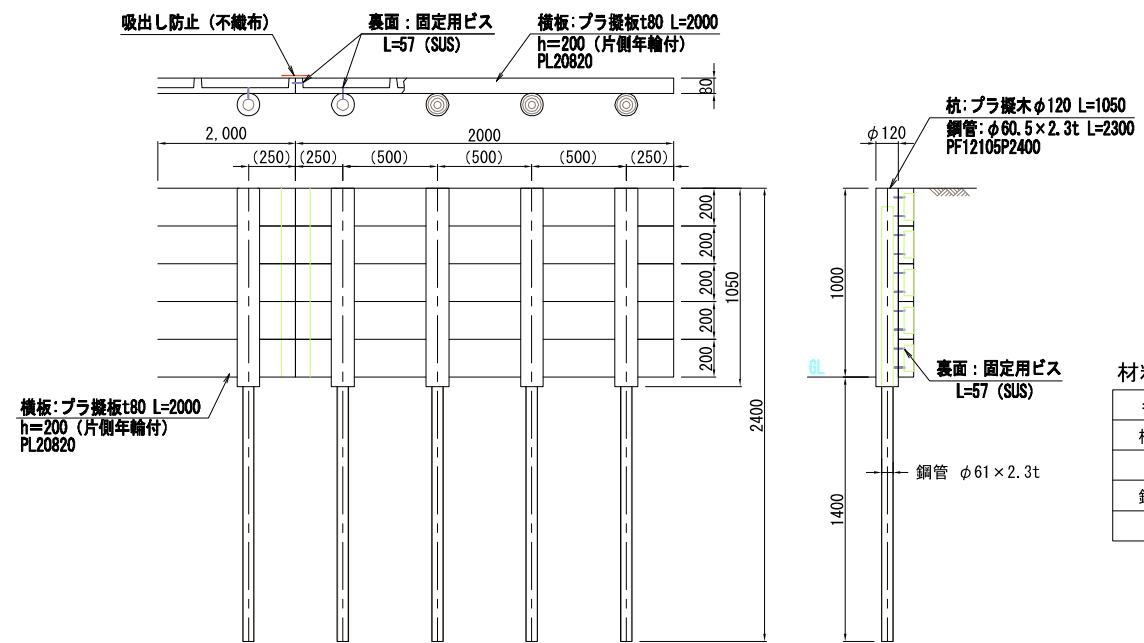 吸出し防止（不織布）
裏面：固定用ビス
L=57（SUS）
横板：プラ擬板t80 L=2000
h=200（片側年輪付）
PL20820
80
2,000
2000
(250)
(250)
(500)
(500)
(500)
(250)
200
200
200
200
200
1050
2400
横板：プラ擬板t80 L=2000
h=200（片側年輪付）
PL20820
杭：プラ擬木φ120 L=1050
鋼管：φ60.5×2.3t L=2300
PF12105P2400
φ120
1000
GL
裏面：固定用ビス
L=57（SUS）
鋼管 φ61×2.3t
1400